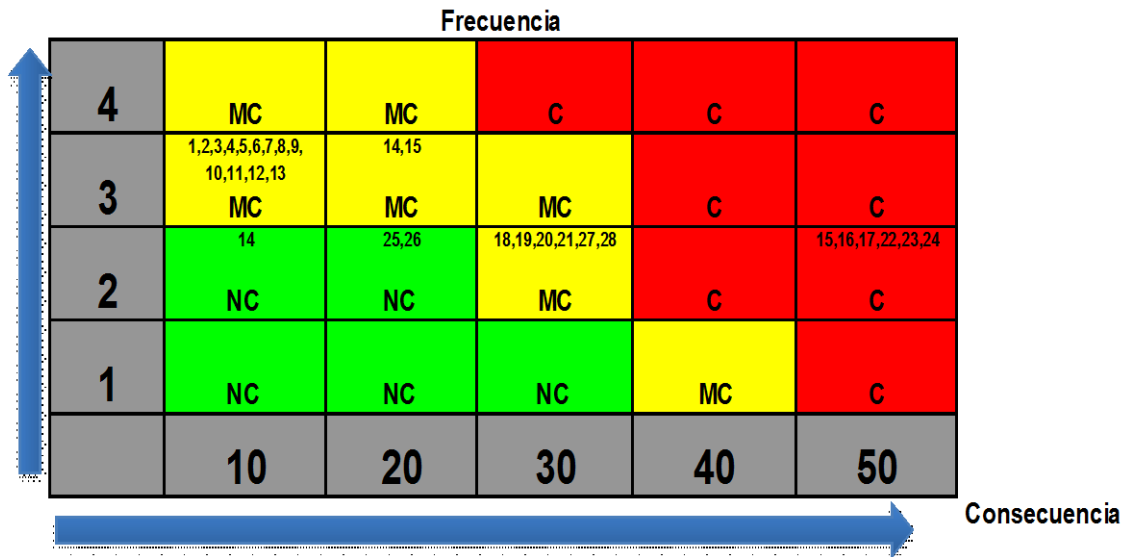 Frecuencia
4
MC
MC
C
C
C
1,2,3,4,5,6,7,8,9,
10,11,12,13
14,15
3
MC
MC
MC
C
C
14
25,26
18,19,20,21,27,28
15,16,17,22,23,24
2
NC
NC
MC
C
C
1
NC
NC
NC
MC
C
10
20
30
40
50
Consecuencia